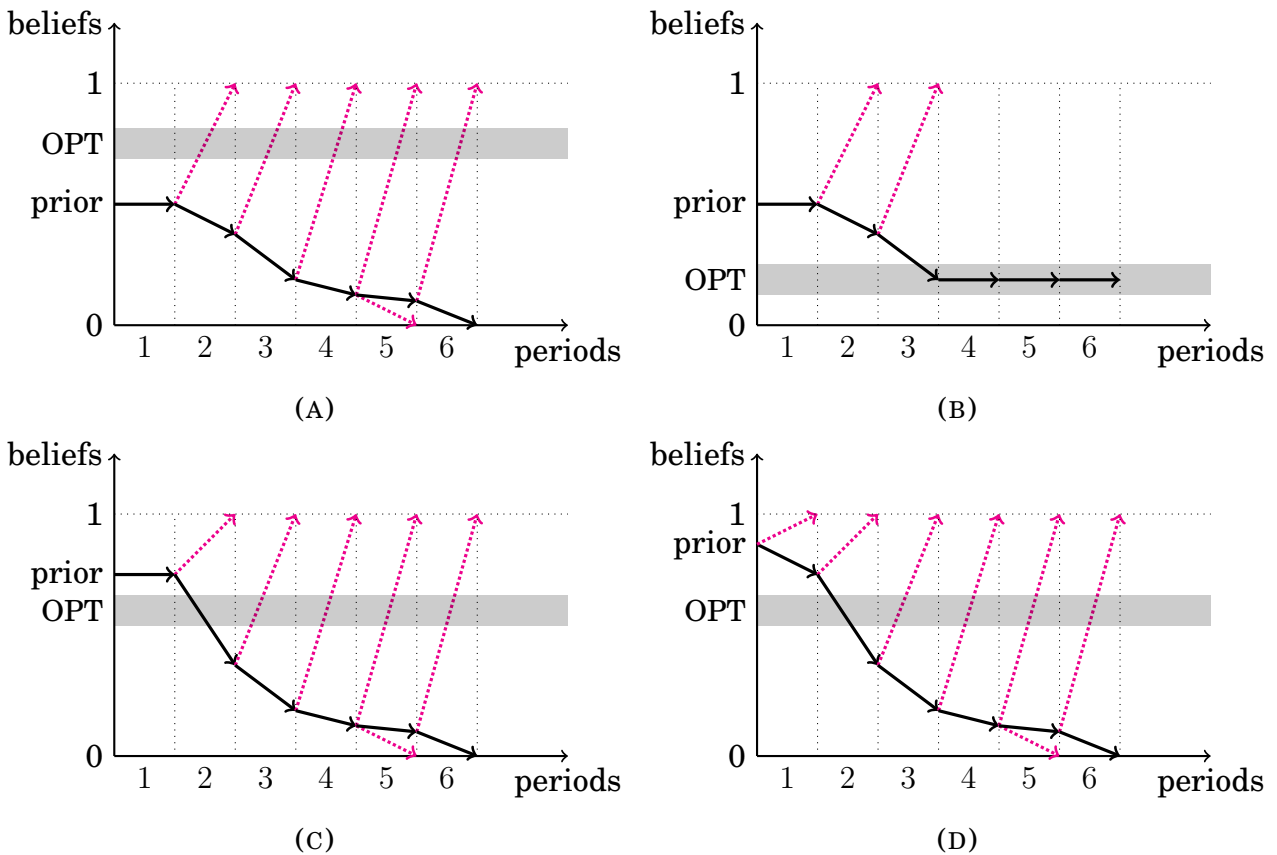 beliefs
1
OPT
prior
0
1 2 3 4 5 6
periods
(A)
beliefs
1
prior
OPT
0
1 2 3 4 5 6
periods
(B)
beliefs
1
prior
OPT
0
1 2 3 4 5 6
periods
(C)
beliefs
1
prior
OPT
0
1 2 3 4 5 6
periods
(D)